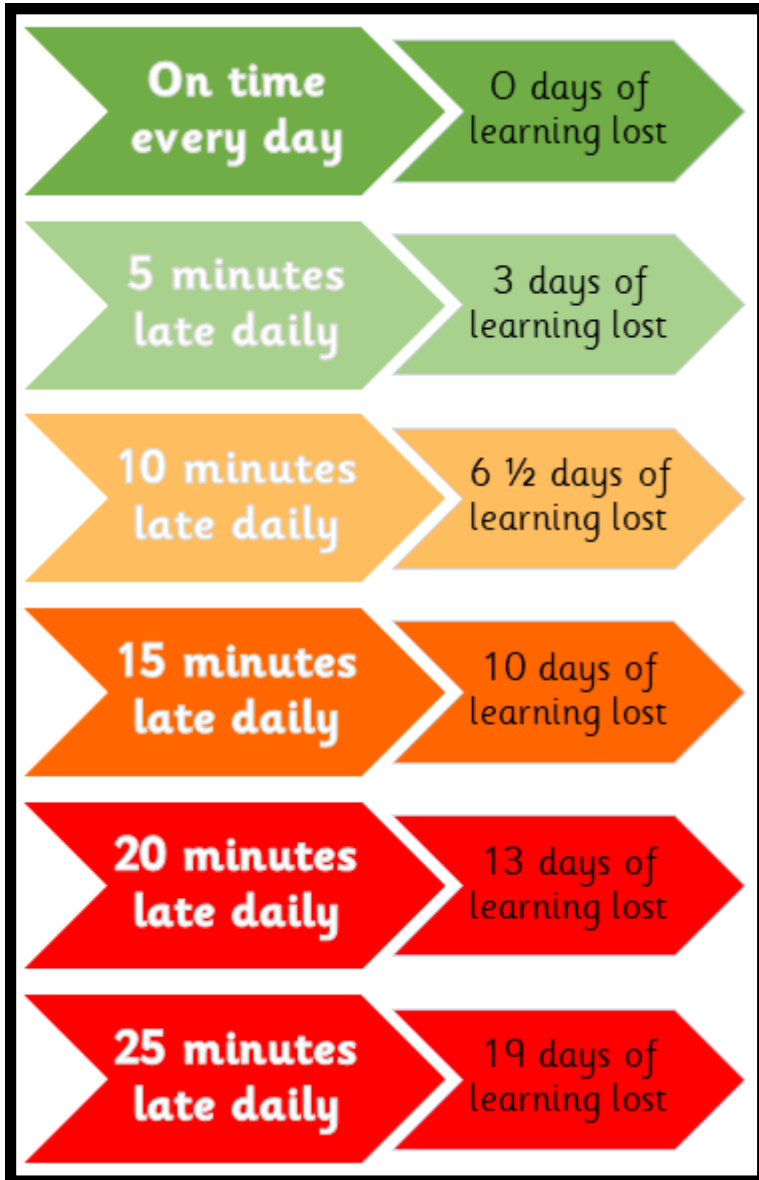 On time
every day
0 days of
learning lost
5 minutes
late daily
3 days of
learning lost
10 minutes
late daily
6 ½ days of
learning lost
15 minutes
late daily
10 days of
learning lost
20 minutes
late daily
13 days of
learning lost
25 minutes
late daily
19 days of
learning lost